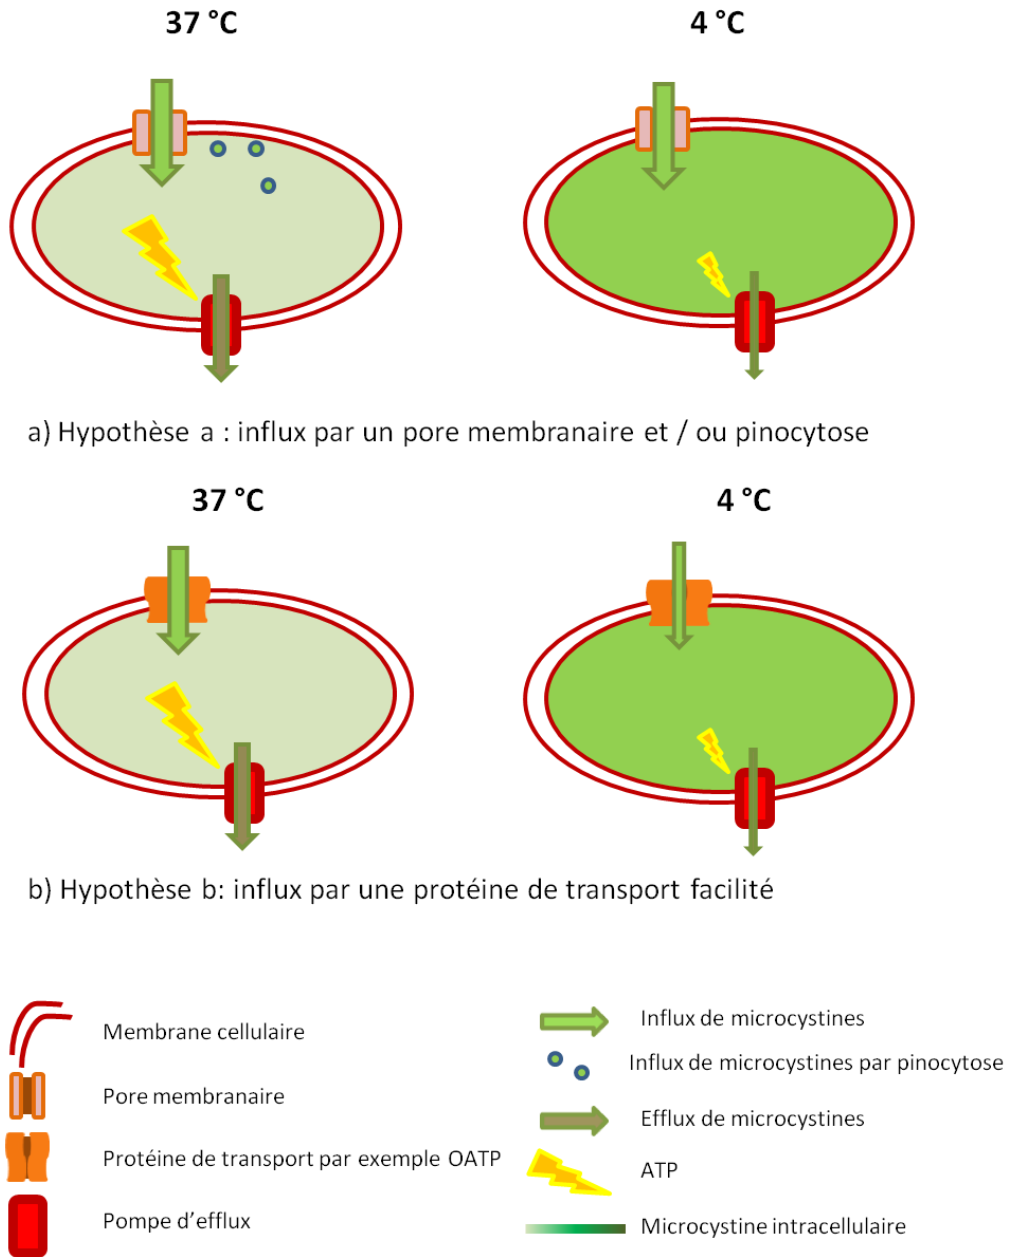 37 °C
4 °C
a) Hypothèse a : influx par un pore membranaire et / ou pinocytose
37 °C
4 °C
b) Hypothèse b: influx par une protéine de transport facilité
Membrane cellulaire
Pore membranaire
Protéine de transport par exemple OATP
Pompe d’efflux
Influx de microcystines
Influx de microcystines par pinocytose
Efflux de microcystines
ATP
Microcystine intracellulaire